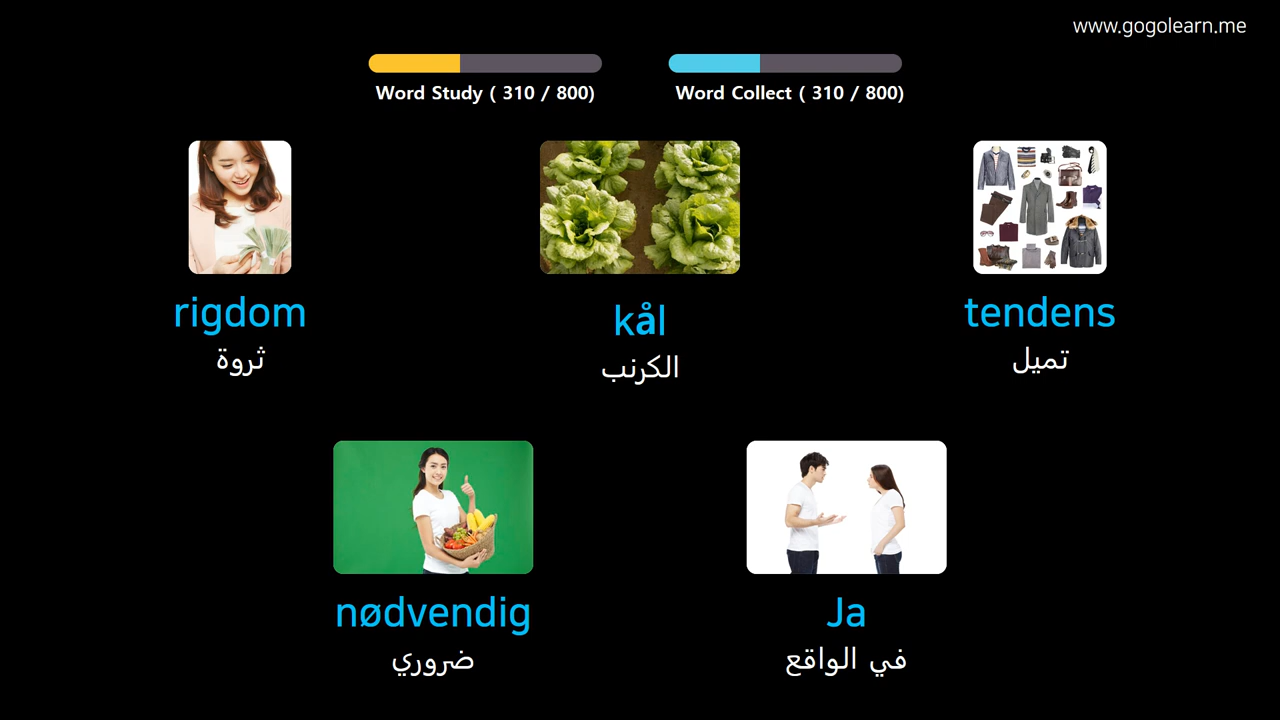 www.gogolearn.me
Word Study ( 310 / 800)
Word Collect ( 310 / 800)
rigdom
ثروة
kål
الكرنب
tendens
تميل
nødvendig
ضروري
Ja
في الواقع